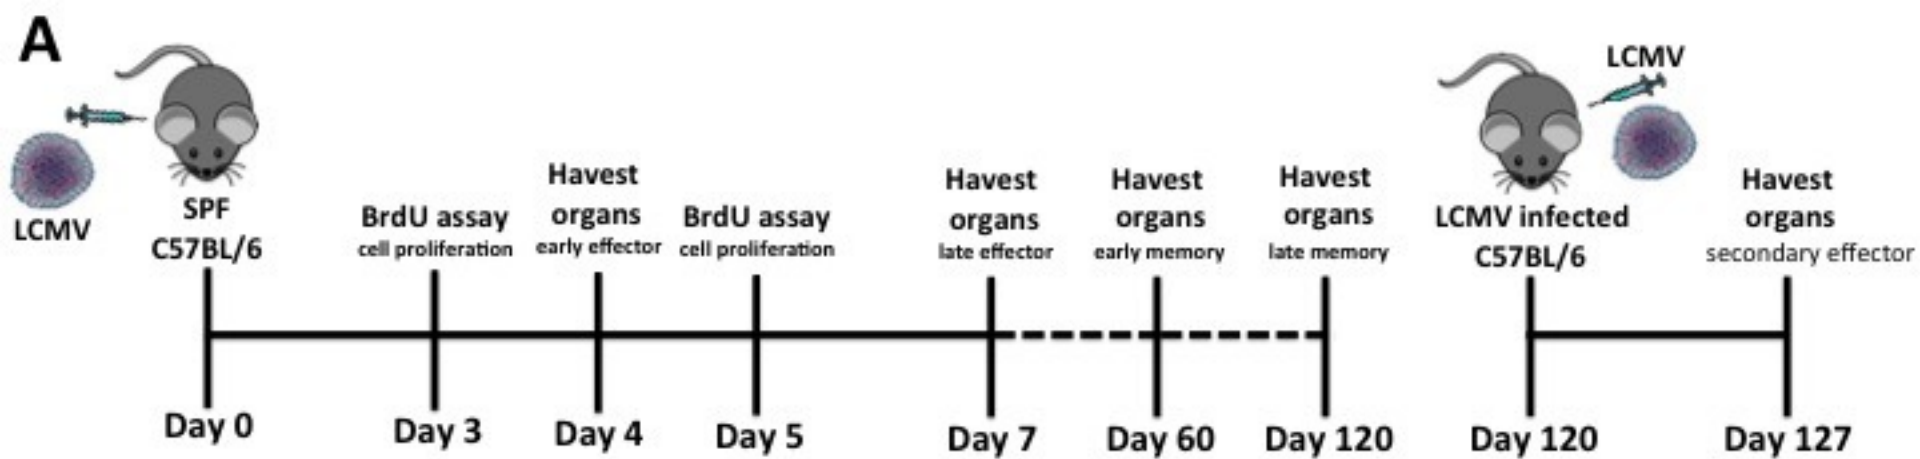 A
LCMV
SPF
C57BL/6
BrdU assay
cell proliferation
Havest
organs
early effector
BrdU assay
cell proliferation
Havest
organs
late effector
Havest
organs
early memory
Havest
organs
late memory
LCMV
LCMV infected
C57BL/6
Havest
organs
secondary effector
Day 0
Day 3
Day 4
Day 5
Day 7
Day 60
Day 120
Day 120
Day 127